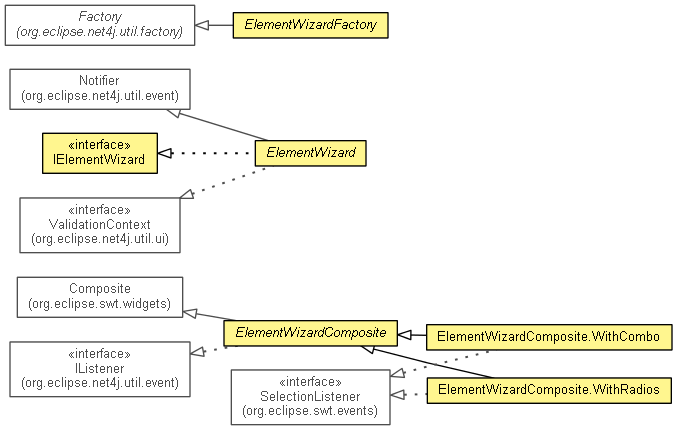 Factory
(org.eclipse.net4j.util.factory)
ElementWizardFactory
Notifier
(org.eclipse.net4j.util.event)
«interface»
IElementWizard
ElementWizard
«interface»
ValidationContext
(org.eclipse.net4j.util.ui)
Composite
(org.eclipse.swt.widgets)
ElementWizardComposite
ElementWizardComposite.WithCombo
«interface»
IListener
(org.eclipse.net4j.util.event)
«interface»
SelectionListener
(org.eclipse.swt.events)
ElementWizardComposite.WithRadios